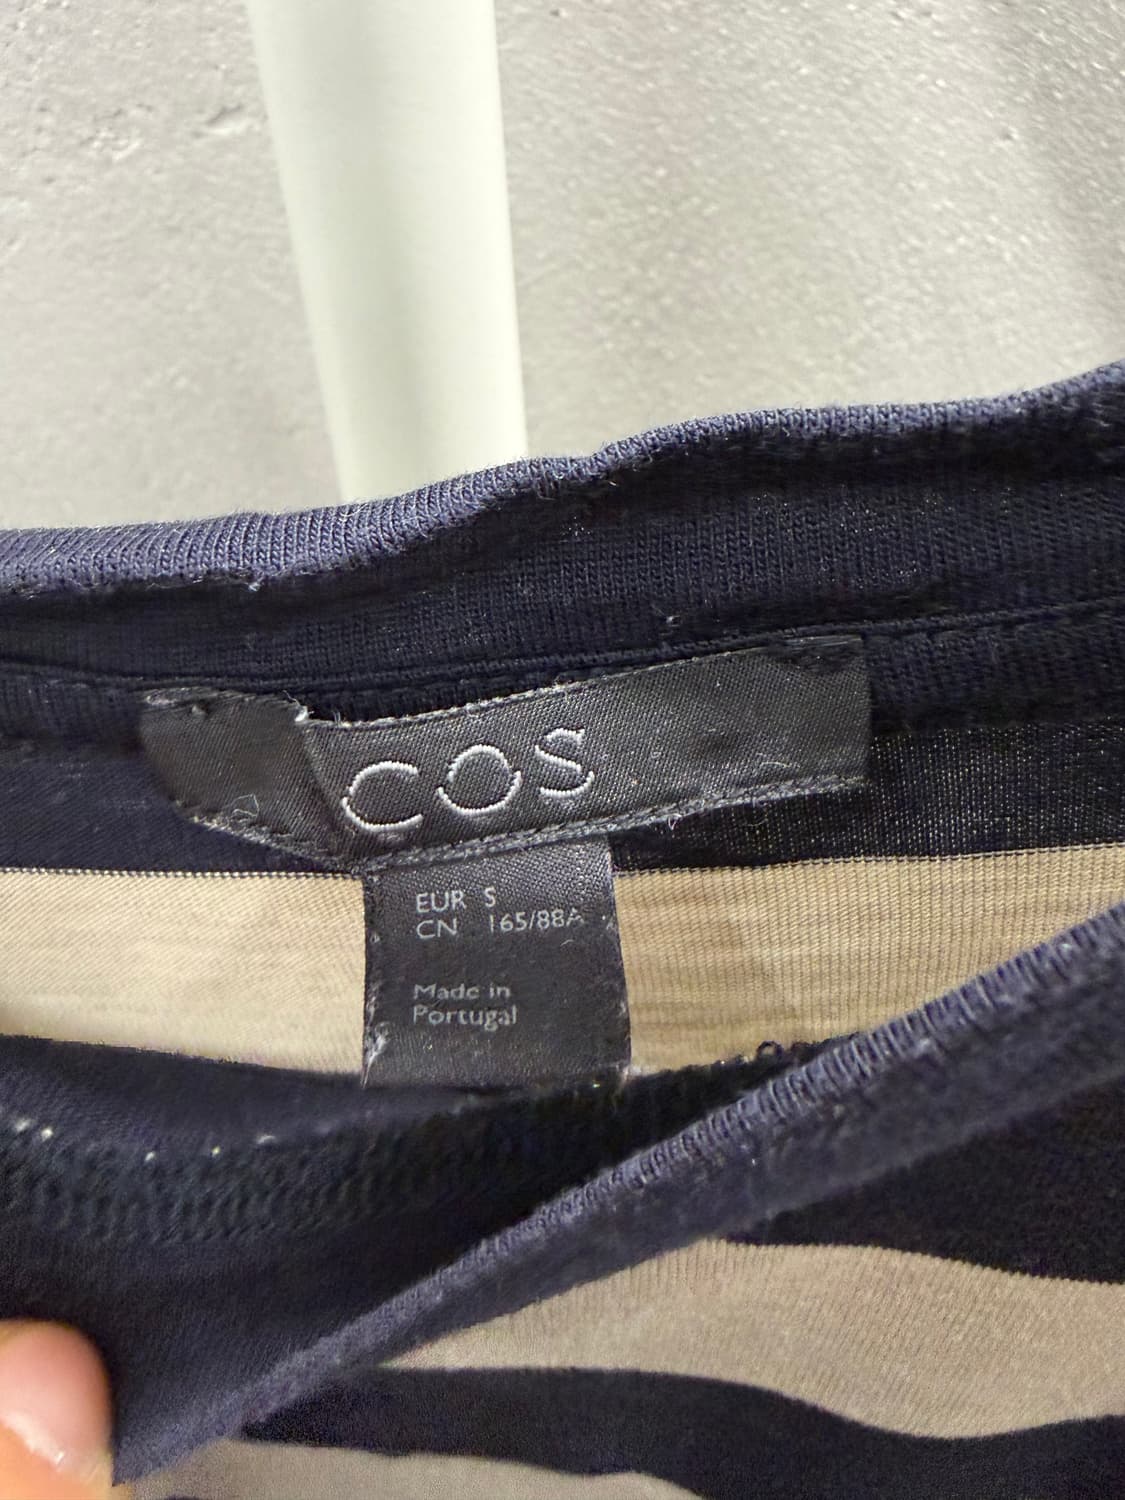 COS
EUR S
CN 165/88A
Made in
Portugal